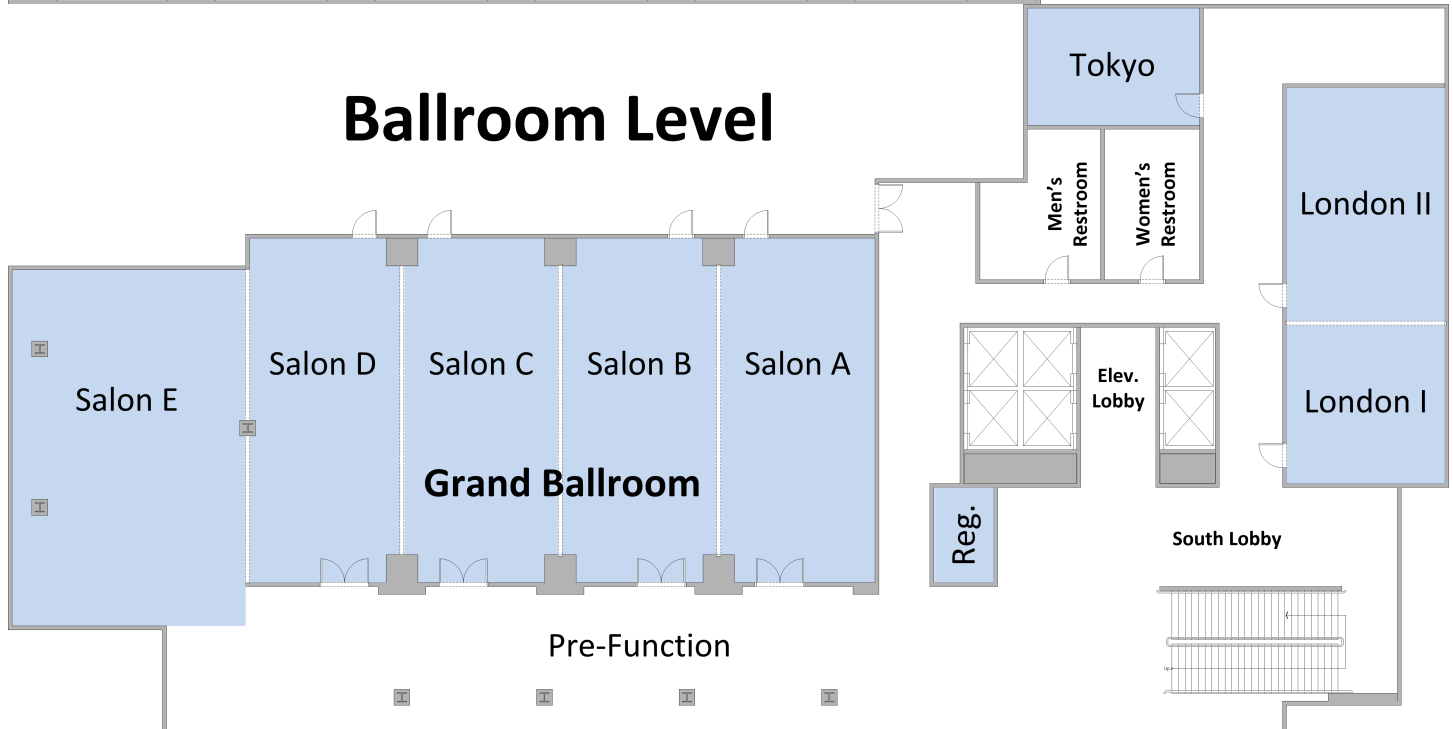 Tokyo
Ballroom Level
Men's
Restroom
Women's
Restroom
London II
Salon E
Salon D
Salon C
Salon B
Salon A
Elev.
Lobby
London I
Grand Ballroom
Reg.
South Lobby
Pre-Function
Up